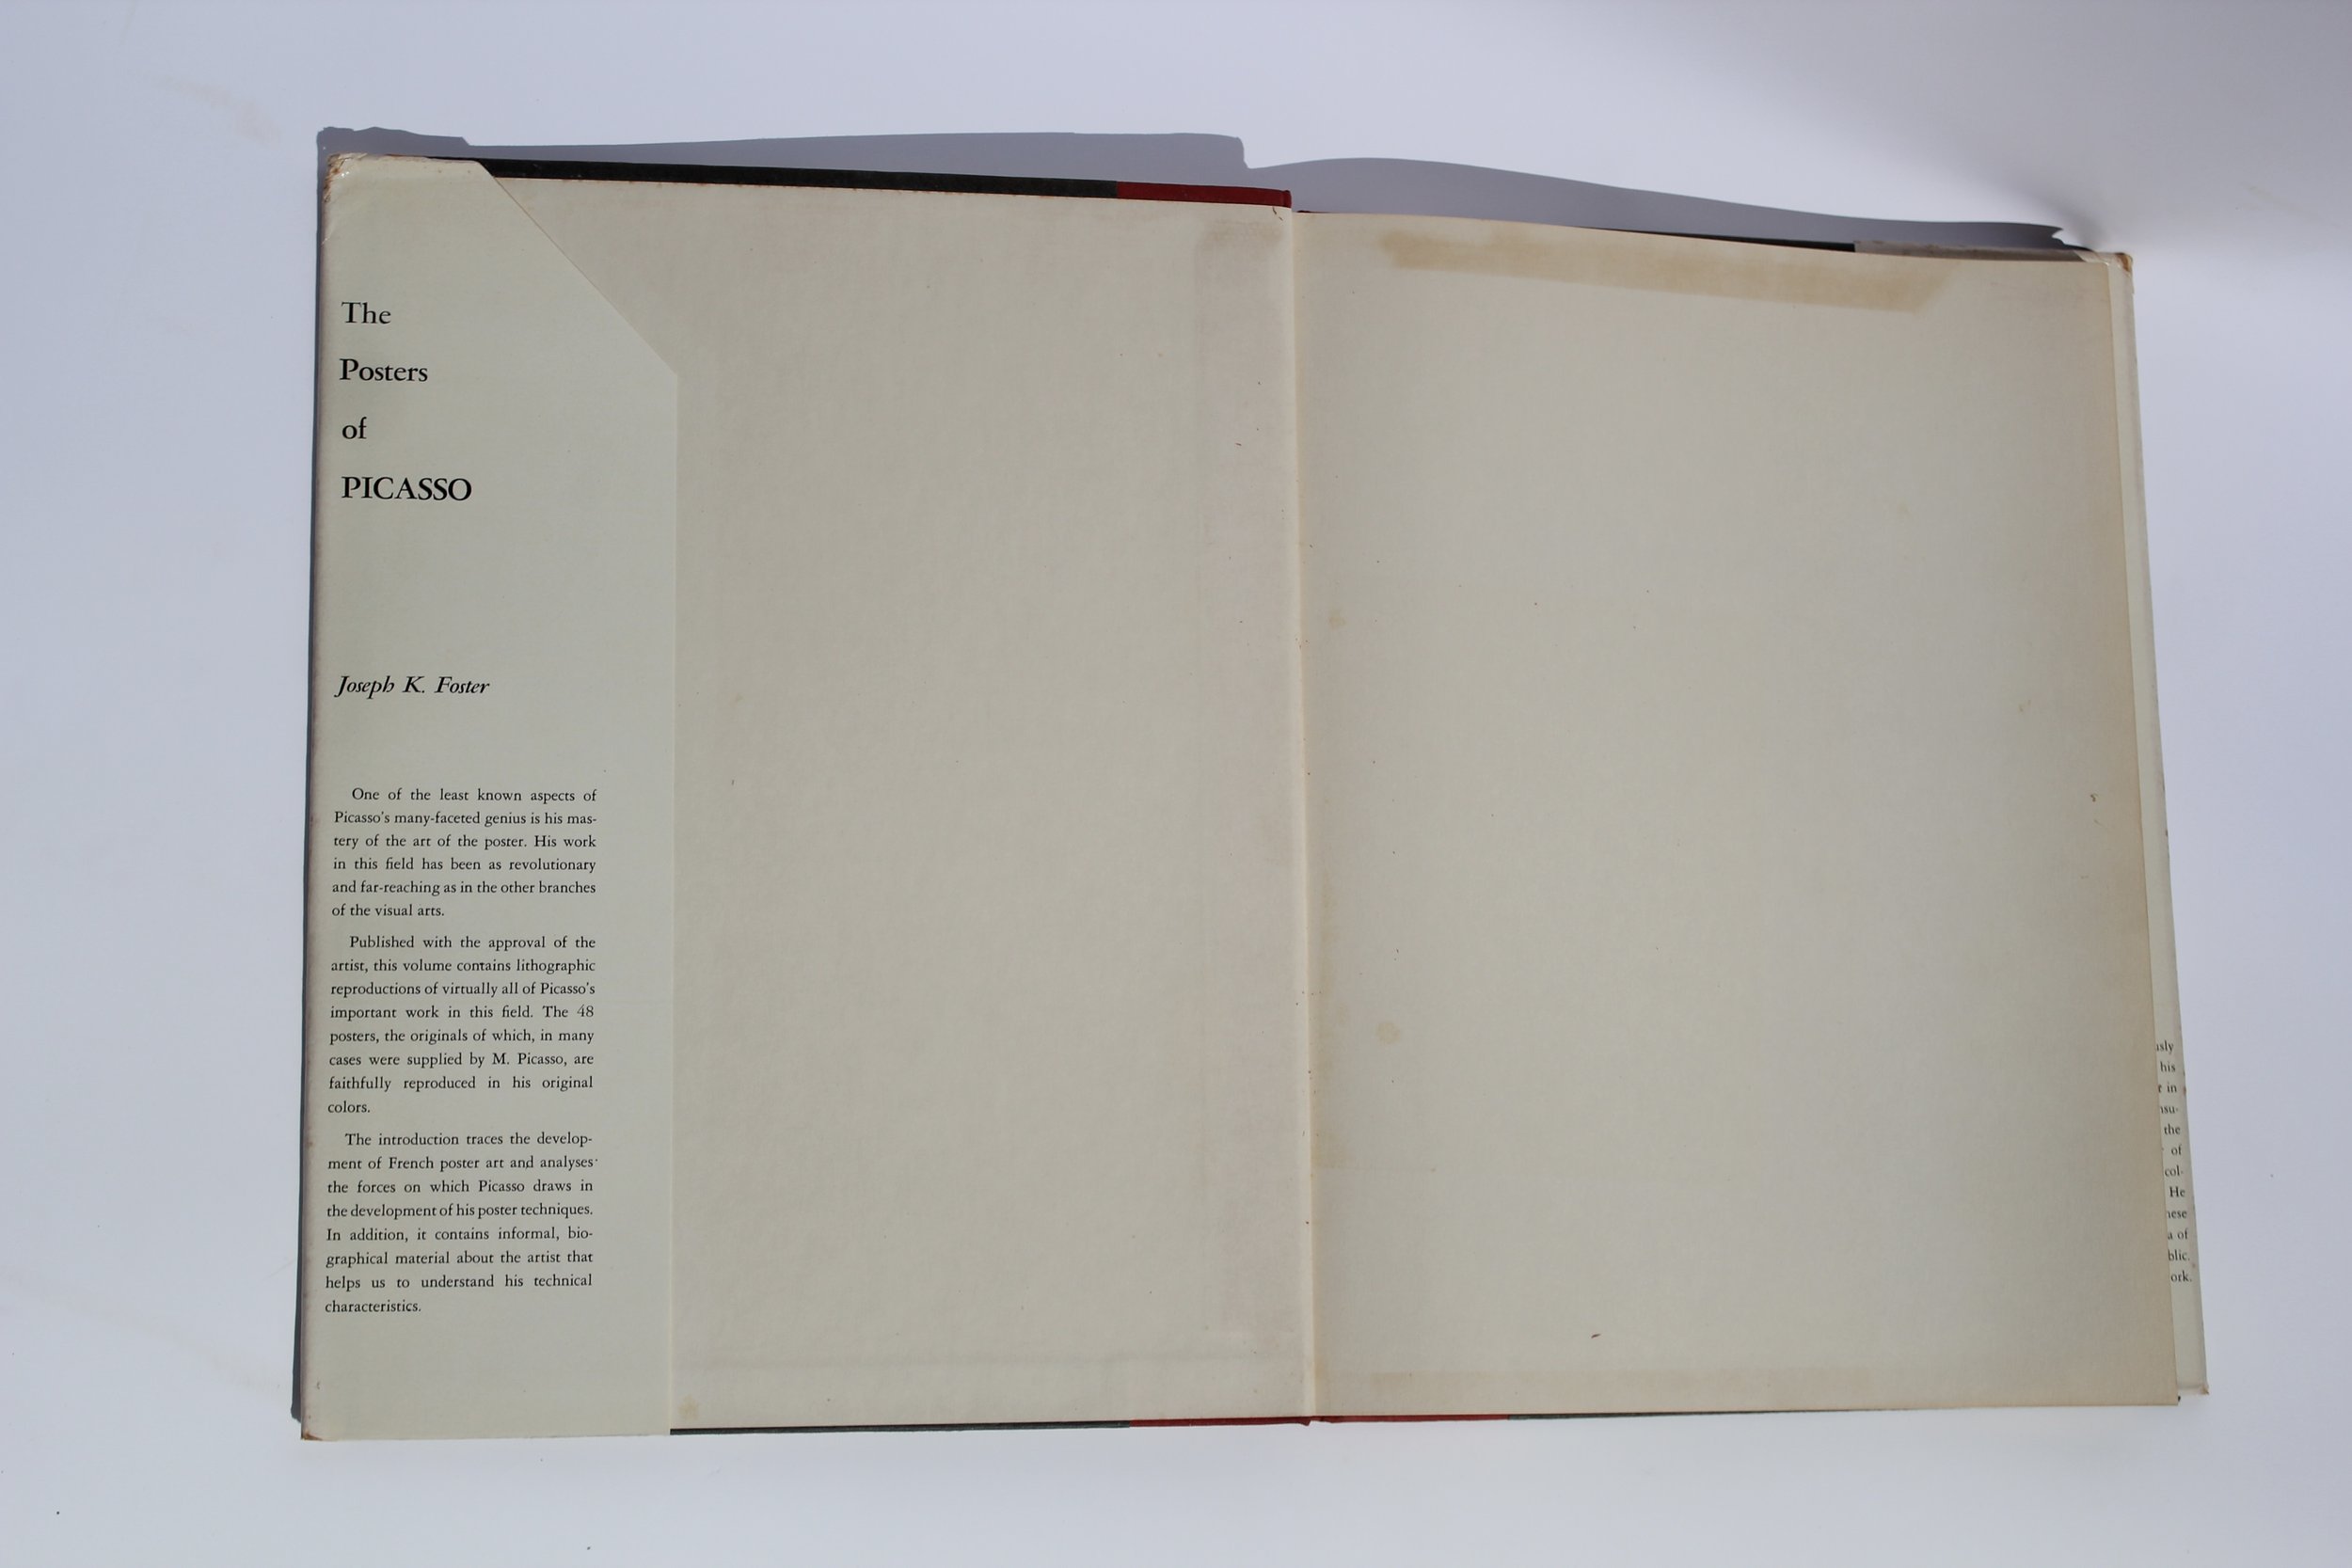 The
Posters
of
PICASSO
Joseph K. Foster
One of the least known aspects of
Picasso's many-faceted genius is his mas-
tery of the art of the poster. His work
in this field has been as revolutionary
and far-reaching as in the other branches
of the visual arts.
Published with the approval of the
artist, this volume contains lithographic
reproductions of virtually all of Picasso's
important work in this field. The 48
posters, the originals of which, in many
cases were supplied by M. Picasso, are
faithfully reproduced in his original
colors.
The introduction traces the develop-
ment of French poster art and analyses
the forces on which Picasso draws in
the development of his poster techniques.
In addition, it contains informal, bio-
graphical material about the artist that
helps us to understand his technical
characteristics.
his
in
the
of
col-
He
of
ork.